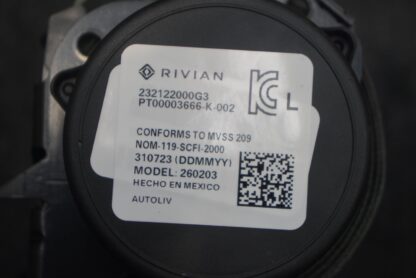 RIVIAN
232122000G3
PT00003666-K-002
KC L
CONFORMS TO MVSS 209
NOM-119-SCFI-2000
310723 (DDMMYY)
MODEL: 260203
HECHO EN MEXICO
AUTOLIV